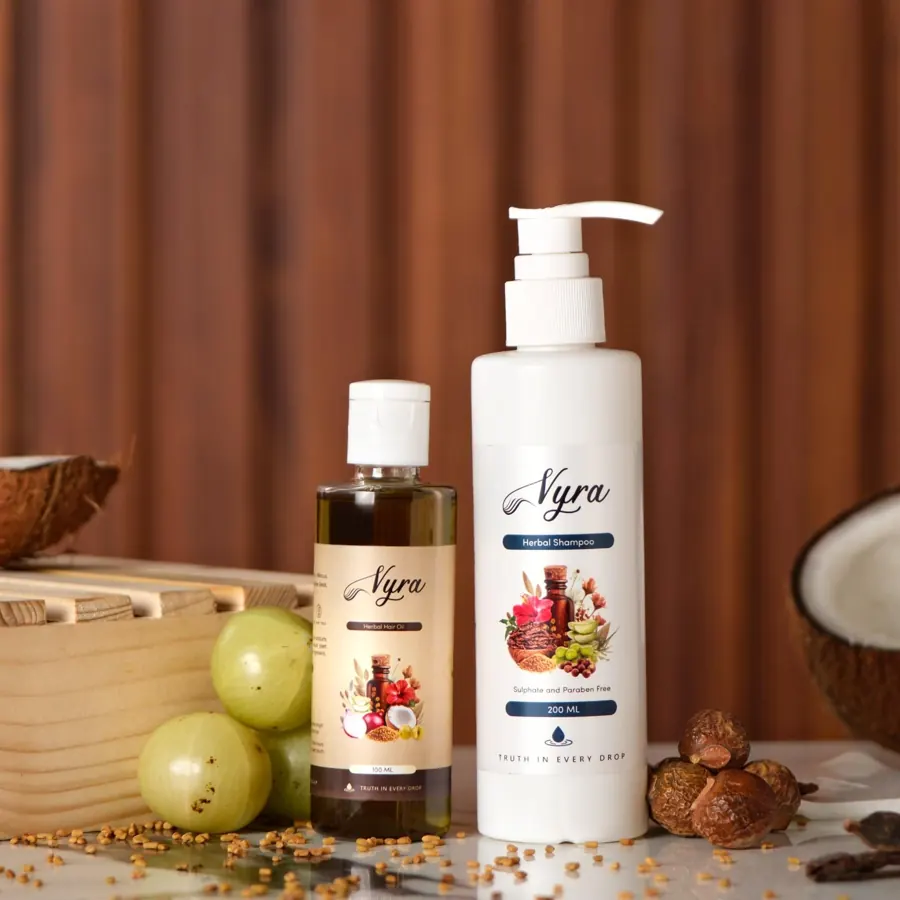 Vyra
Herbal Hair Oil
100 ML
TRUTH IN EVERY DROP
Vyra
Herbal Shampoo
Sulphate and Paraben Free
200 ML
TRUTH IN EVERY DROP